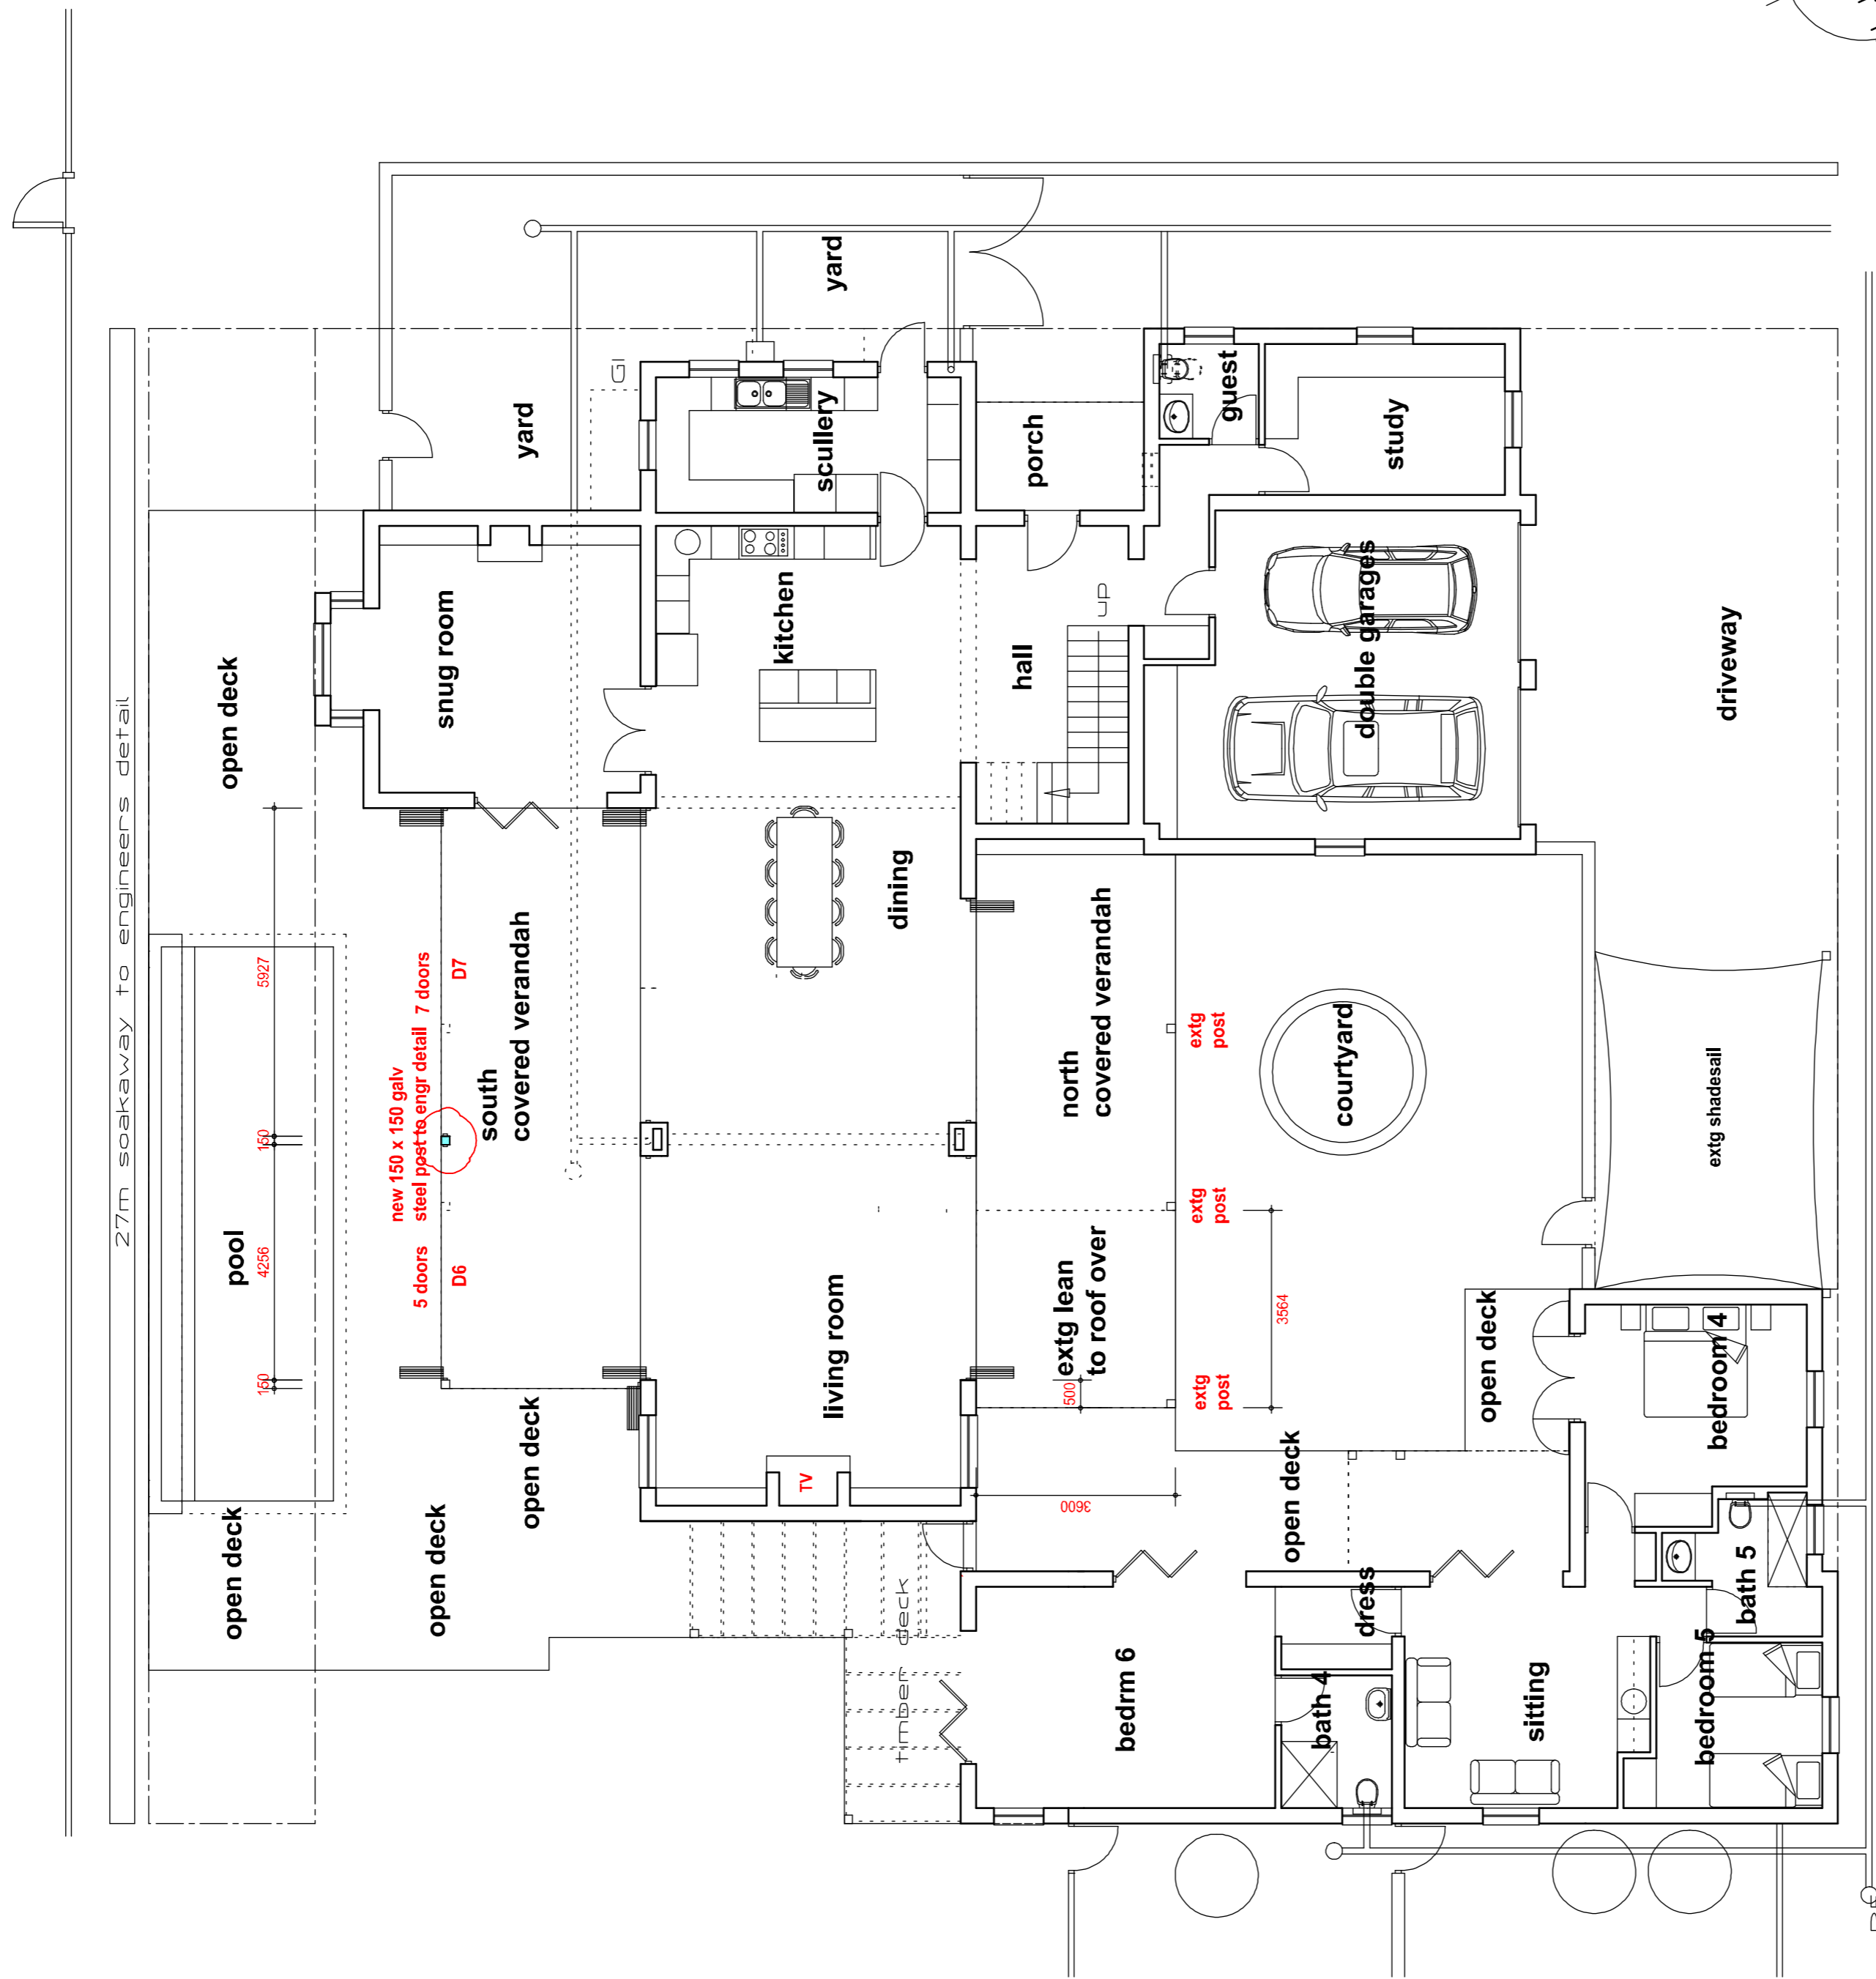 27m soakaway to engineers detail
open deck
pool
open deck
5927
150
4256
150
new 150 x 150 galv
steel post to engr detail
7 doors
5 doors
D7
D6
south
covered verandah
open deck
open deck
snug room
yard
GI
yard
scullery
kitchen
dining
living room
TV
timber deck
porch
hall
UP
north
covered verandah
extg lean
to roof over
500
3600
guest
study
double garages
driveway
extg
post
extg
post
extg
post
3564
courtyard
extg shadesail
open deck
open deck
bedrm 6
dress
bath 4
sitting
bedroom 4
bath 5
bedroom 5